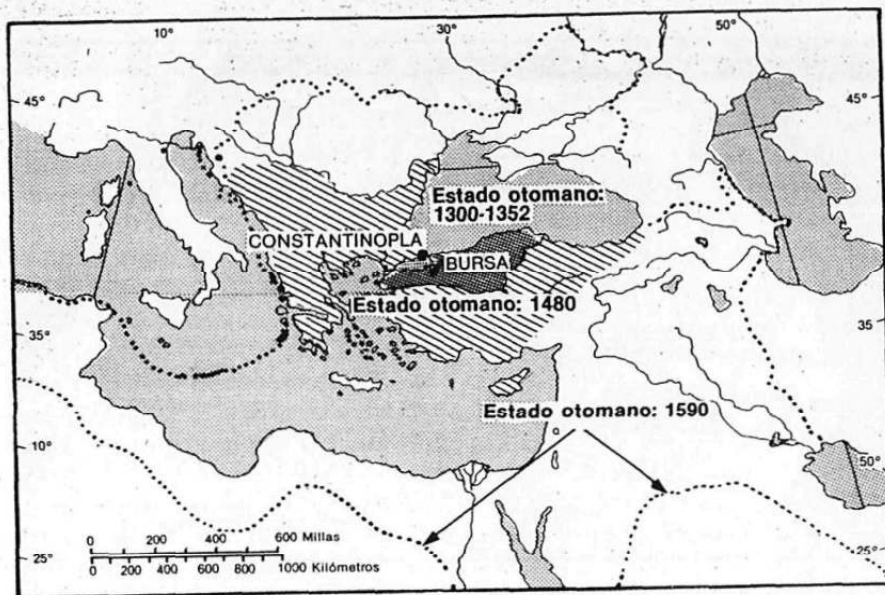 10°
30°
50°
45°
45°
Estado otomano:
1300-1352
CONSTANTINOPLA
BURSA
Estado otomano: 1480
35°
35
Estado otomano: 1590
10°
50°
0 200 400 600 Millas
0 200 400 600 800 1000 Kilómetros
25°
25°